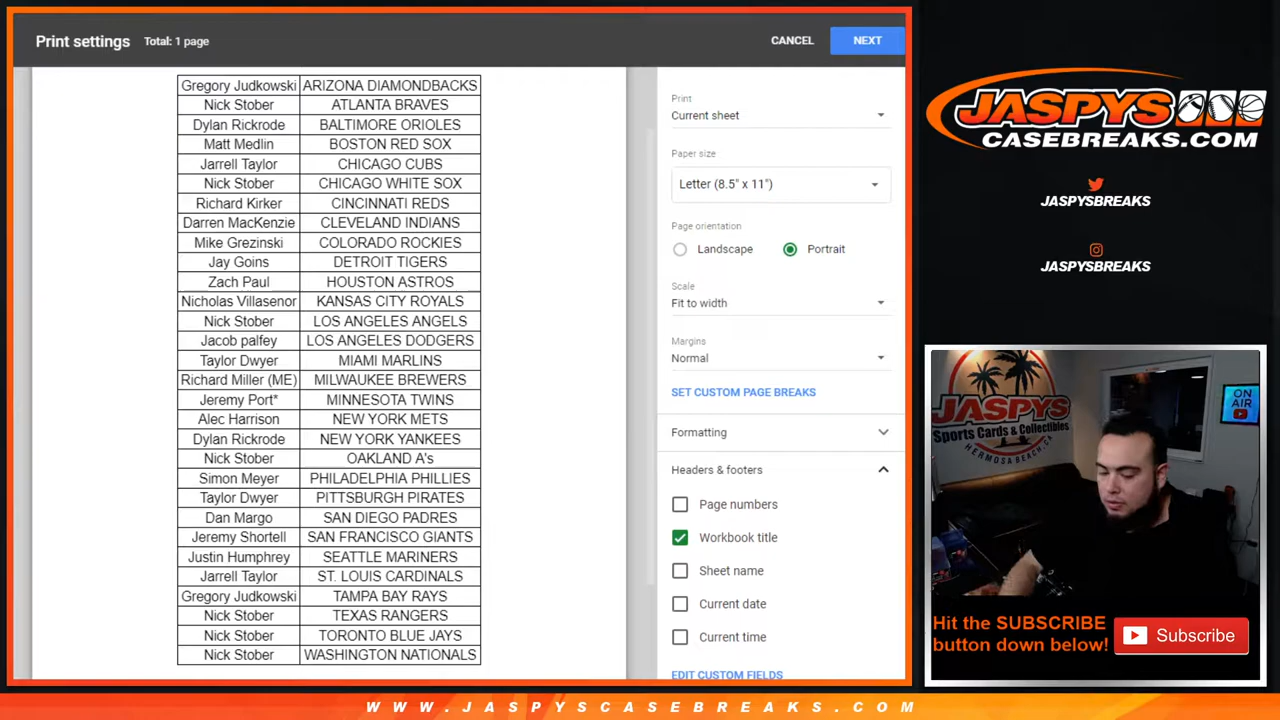 Print settings Total: 1 page CANCEL NEXT
Gregory Judkowski ARIZONA DIAMONDBACKS
Nick Stober ATLANTA BRAVES
Dylan Rickrode BALTIMORE ORIOLES
Matt Medlin BOSTON RED SOX
Jarrell Taylor CHICAGO CUBS
Nick Stober CHICAGO WHITE SOX
Richard Kirker CINCINNATI REDS
Darren MacKenzie CLEVELAND INDIANS
Mike Grezinski COLORADO ROCKIES
Jay Goins DETROIT TIGERS
Zach Paul HOUSTON ASTROS
Nicholas Villasenor KANSAS CITY ROYALS
Nick Stober LOS ANGELES ANGELS
Jacob palfey LOS ANGELES DODGERS
Taylor Dwyer MIAMI MARLINS
Richard Miller (ME) MILWAUKEE BREWERS
Jeremy Port* MINNESOTA TWINS
Alec Harrison NEW YORK METS
Dylan Rickrode NEW YORK YANKEES
Nick Stober OAKLAND A's
Simon Meyer PHILADELPHIA PHILLIES
Taylor Dwyer PITTSBURGH PIRATES
Dan Margo SAN DIEGO PADRES
Jeremy Shortell SAN FRANCISCO GIANTS
Justin Humphrey SEATTLE MARINERS
Jarrell Taylor ST. LOUIS CARDINALS
Gregory Judkowski TAMPA BAY RAYS
Nick Stober TEXAS RANGERS
Nick Stober TORONTO BLUE JAYS
Nick Stober WASHINGTON NATIONALS
Print
Current sheet
Paper size
Letter (8.5" x 11")
Page orientation
Landscape Portrait
Scale
Fit to width
Margins
Normal
SET CUSTOM PAGE BREAKS
Formatting
Headers & footers
Page numbers
Workbook title
Sheet name
Current date
Current time
EDIT CUSTOM FIELDS
JASPYS
CASEBREAKS.COM
JASPYSBREAKS
JASPYSBREAKS
JASPYS
Sports Cards & Collectibles
HERMOSA BEACH, CA
ON AIR
Hit the SUBSCRIBE
button down below!
Subscribe
WWW.JASPYSCASEBREAKS.COM